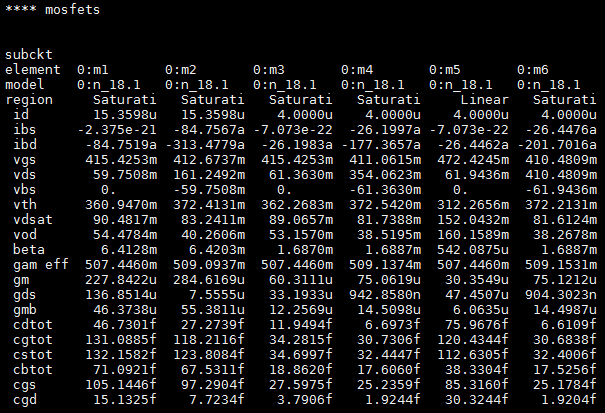 **** mosfets
subckt
element 0:m1 0:m2 0:m3 0:m4 0:m5 0:m6
model 0:n_18.1 0:n_18.1 0:n_18.1 0:n_18.1 0:n_18.1 0:n_18.1
region Saturati Saturati Saturati Saturati Linear Saturati
id 15.3598u 15.3598u 4.0000u 4.0000u 4.0000u 4.0000u
ibs -2.375e-21 -84.7567a -7.073e-22 -26.1997a -7.073e-22 -26.4476a
ibd -84.7519a -313.4779a -26.1983a -177.3657a -26.4462a -201.7016a
vgs 415.4253m 412.6737m 415.4253m 411.0615m 472.4245m 410.4809m
vds 59.7508m 161.2492m 61.3630m 354.0623m 61.9436m 410.4809m
vbs 0. -59.7508m 0. -61.3630m 0. -61.9436m
vth 360.9470m 372.4131m 362.2683m 372.5420m 312.2656m 372.2131m
vdsat 90.4817m 83.2411m 89.0657m 81.7388m 152.0432m 81.6124m
vod 54.4784m 40.2606m 53.1570m 38.5195m 160.1589m 38.2678m
beta 6.4128m 6.4203m 1.6870m 1.6887m 542.0875u 1.6887m
gam eff 507.4460m 509.0937m 507.4460m 509.1374m 507.4460m 509.1531m
gm 227.8422u 284.6169u 60.3111u 75.0619u 30.3549u 75.1212u
gds 136.8514u 7.5555u 33.1933u 942.8580n 47.4507u 904.3023n
gmb 46.3738u 55.3811u 12.2569u 14.5098u 6.0635u 14.4987u
cdtot 46.7301f 27.2739f 11.9494f 6.6973f 75.9676f 6.6109f
cgtot 131.0885f 118.2116f 34.2815f 30.7306f 120.4344f 30.6838f
cstot 132.1582f 123.8084f 34.6997f 32.4447f 112.6305f 32.4006f
cbtot 71.0921f 67.5311f 18.8620f 17.6060f 38.3304f 17.5256f
cgs 105.1446f 97.2904f 27.5975f 25.2359f 85.3160f 25.1784f
cgd 15.1325f 7.7234f 3.7906f 1.9244f 30.3244f 1.9204f